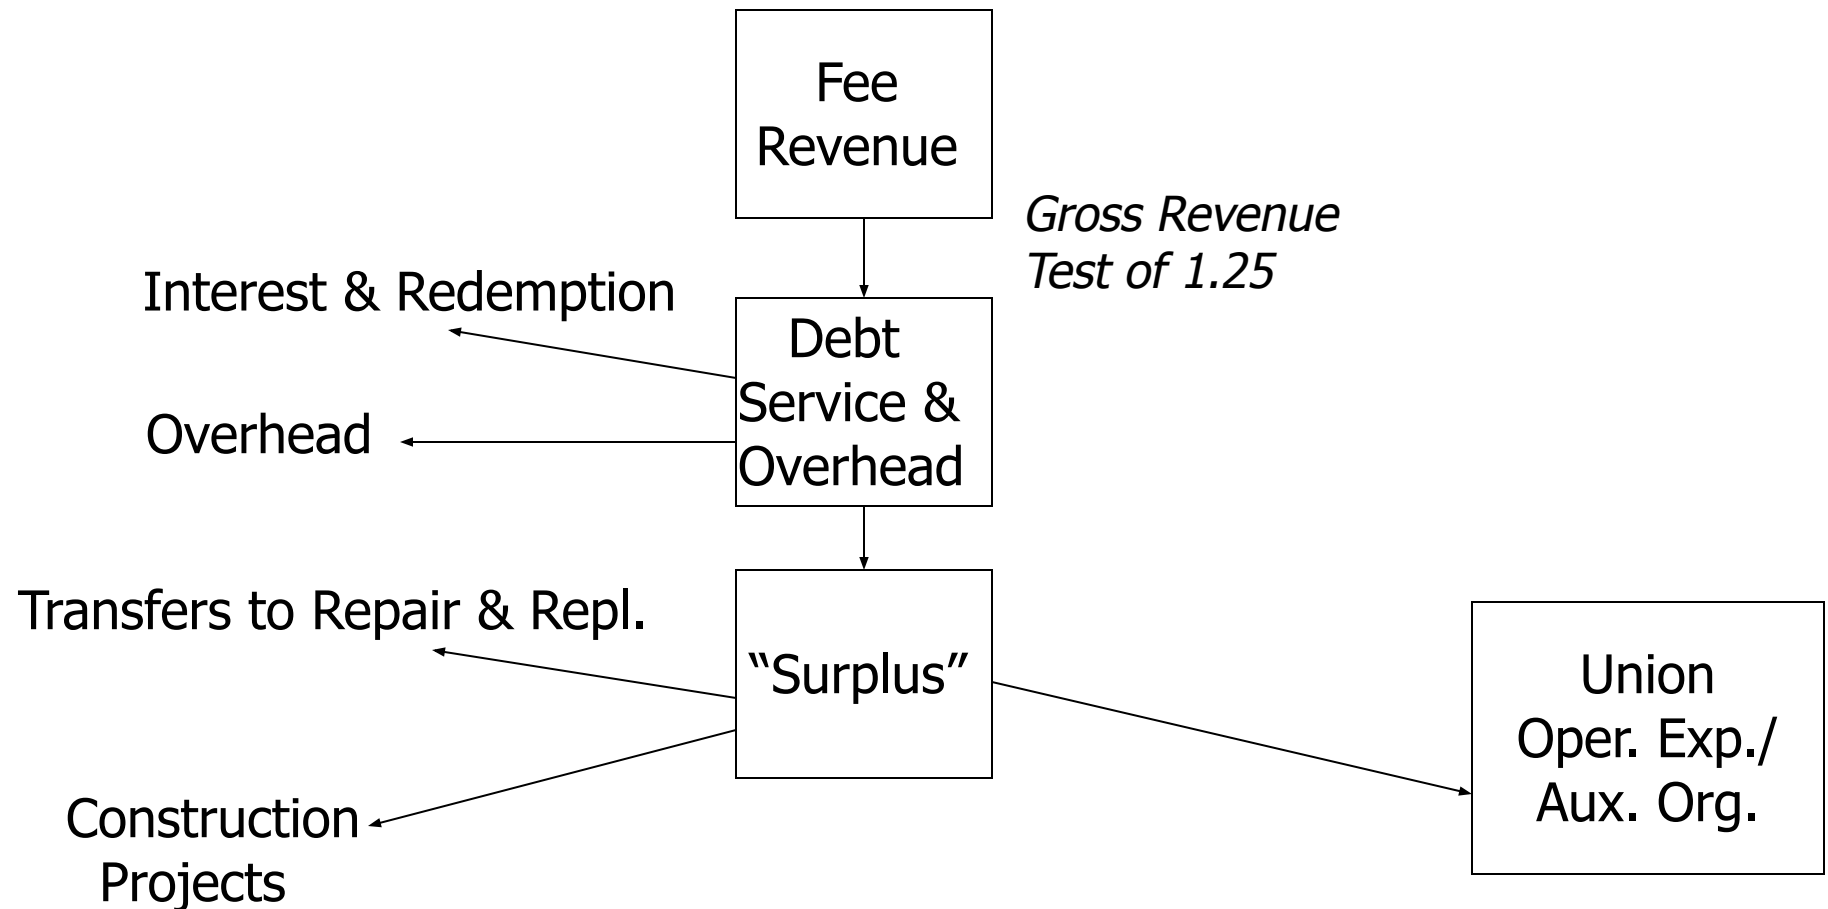 Fee
Revenue
Gross Revenue
Test of 1.25
Interest & Redemption
Debt
Service &
Overhead
Overhead
Transfers to Repair & Repl.
“Surplus”
Union
Oper. Exp./
Aux. Org.
Construction
Projects